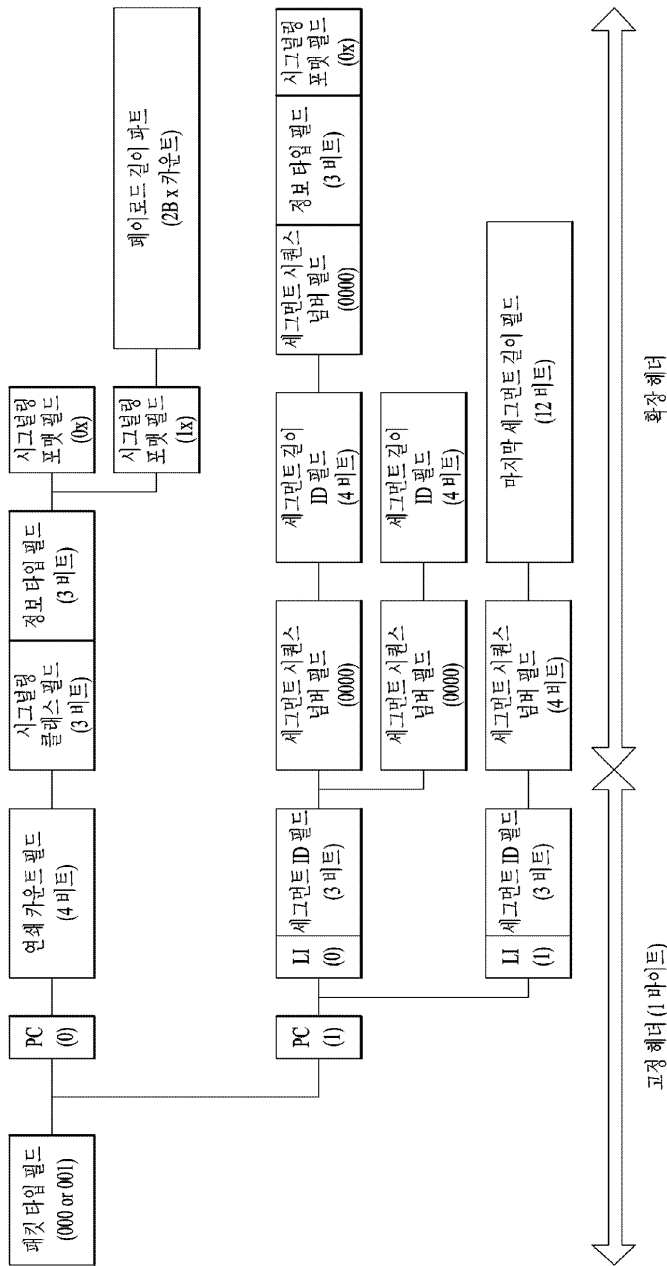 패킷 타입 필드
(000 or 001)
PC
(0)
연쇄 카운트 필드
(4 비트)
시그널링
클래스 필드
(3 비트)
정보 타입 필드
(3 비트)
시그널링
포맷 필드
(0x)
시그널링
포맷 필드
(1x)
페이로드 길이 파트
(2B x 카운트)
PC
(1)
LI
(0)
세그먼트 ID 필드
(3 비트)
세그먼트 시퀀스
넘버 필드
(0000)
세그먼트 길이
ID 필드
(4 비트)
세그먼트 시퀀스
넘버 필드
(0000)
정보 타입 필드
(3 비트)
시그널링
포맷 필드
(0x)
세그먼트 시퀀스
넘버 필드
(0000)
세그먼트 길이
ID 필드
(4 비트)
LI
(1)
세그먼트 ID 필드
(3 비트)
세그먼트 시퀀스
넘버 필드
(4 비트)
마지막 세그먼트 길이 필드
(12 비트)
고정 헤더 (1 바이트)
확장 헤더